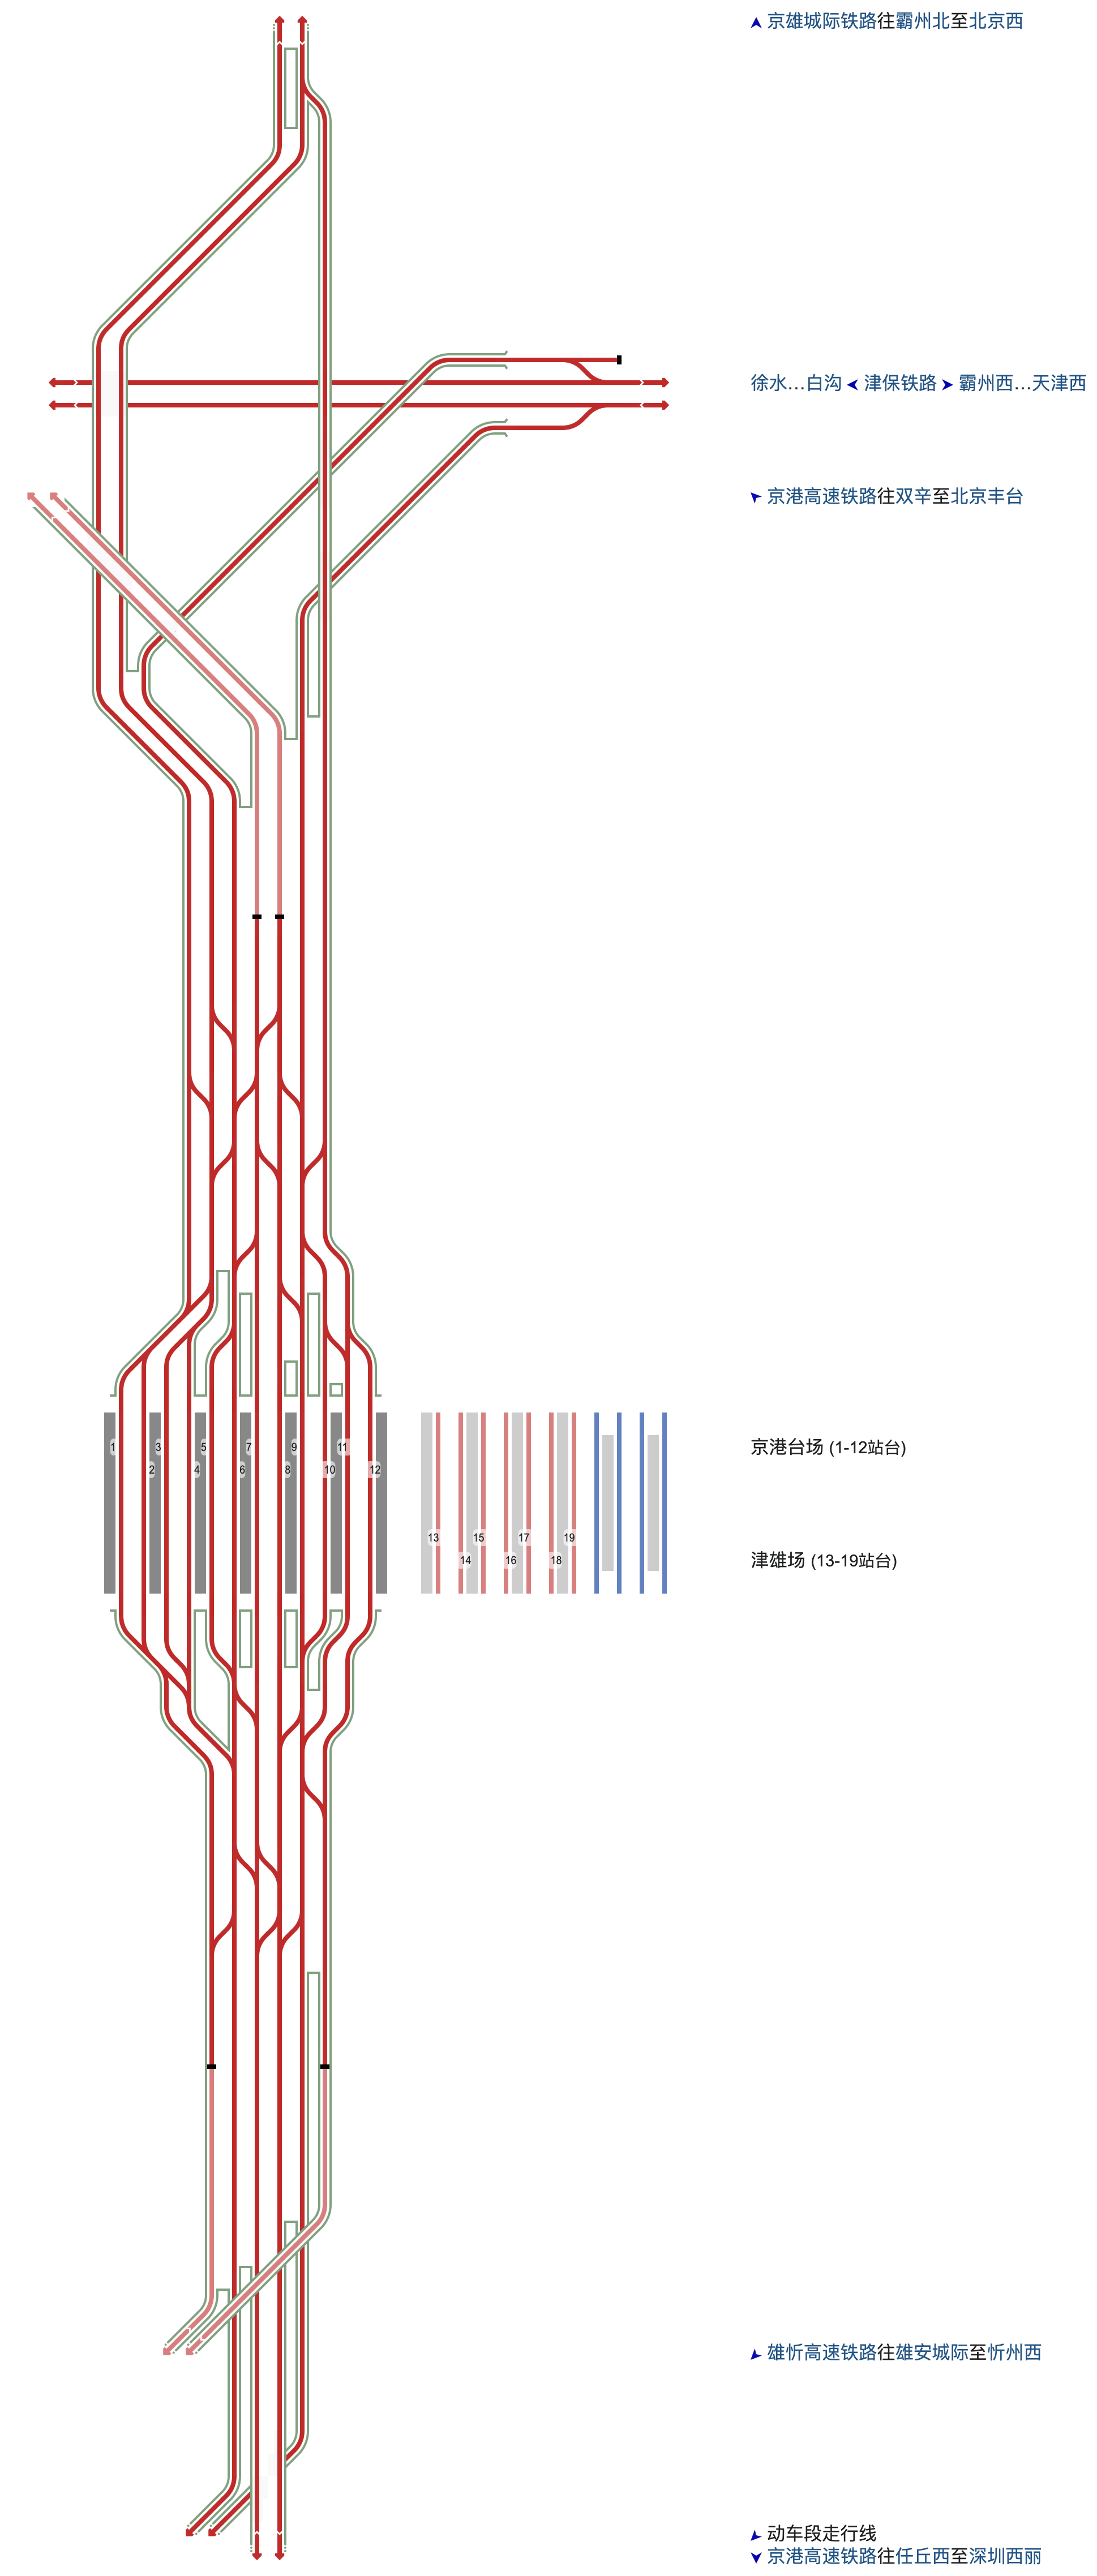 京雄城际铁路往霸州北至北京西
徐水…白沟 津保铁路 霸州西…天津西
京港高速铁路往双辛至北京丰台
1 3 5 7 9 11
京港台场 (1-12站台)
2 4 6 8 10 12
13 15 17 19
14 16 18
津雄场 (13-19站台)
雄忻高速铁路往雄安城际至忻州西
动车段走行线
京港高速铁路往任丘西至深圳西丽